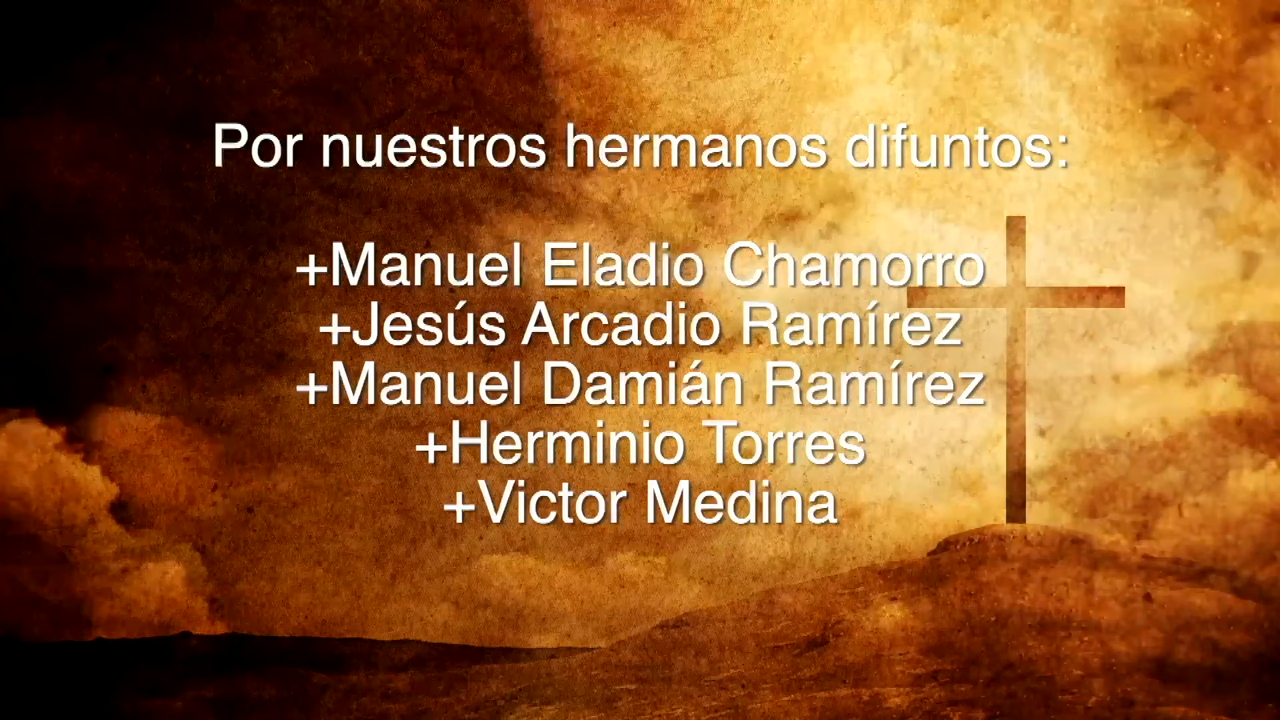 Por nuestros hermanos difuntos:
+Manuel Eladio Chamorro
+Jesús Arcadio Ramírez
+Manuel Damián Ramírez
+Herminio Torres
+Victor Medina